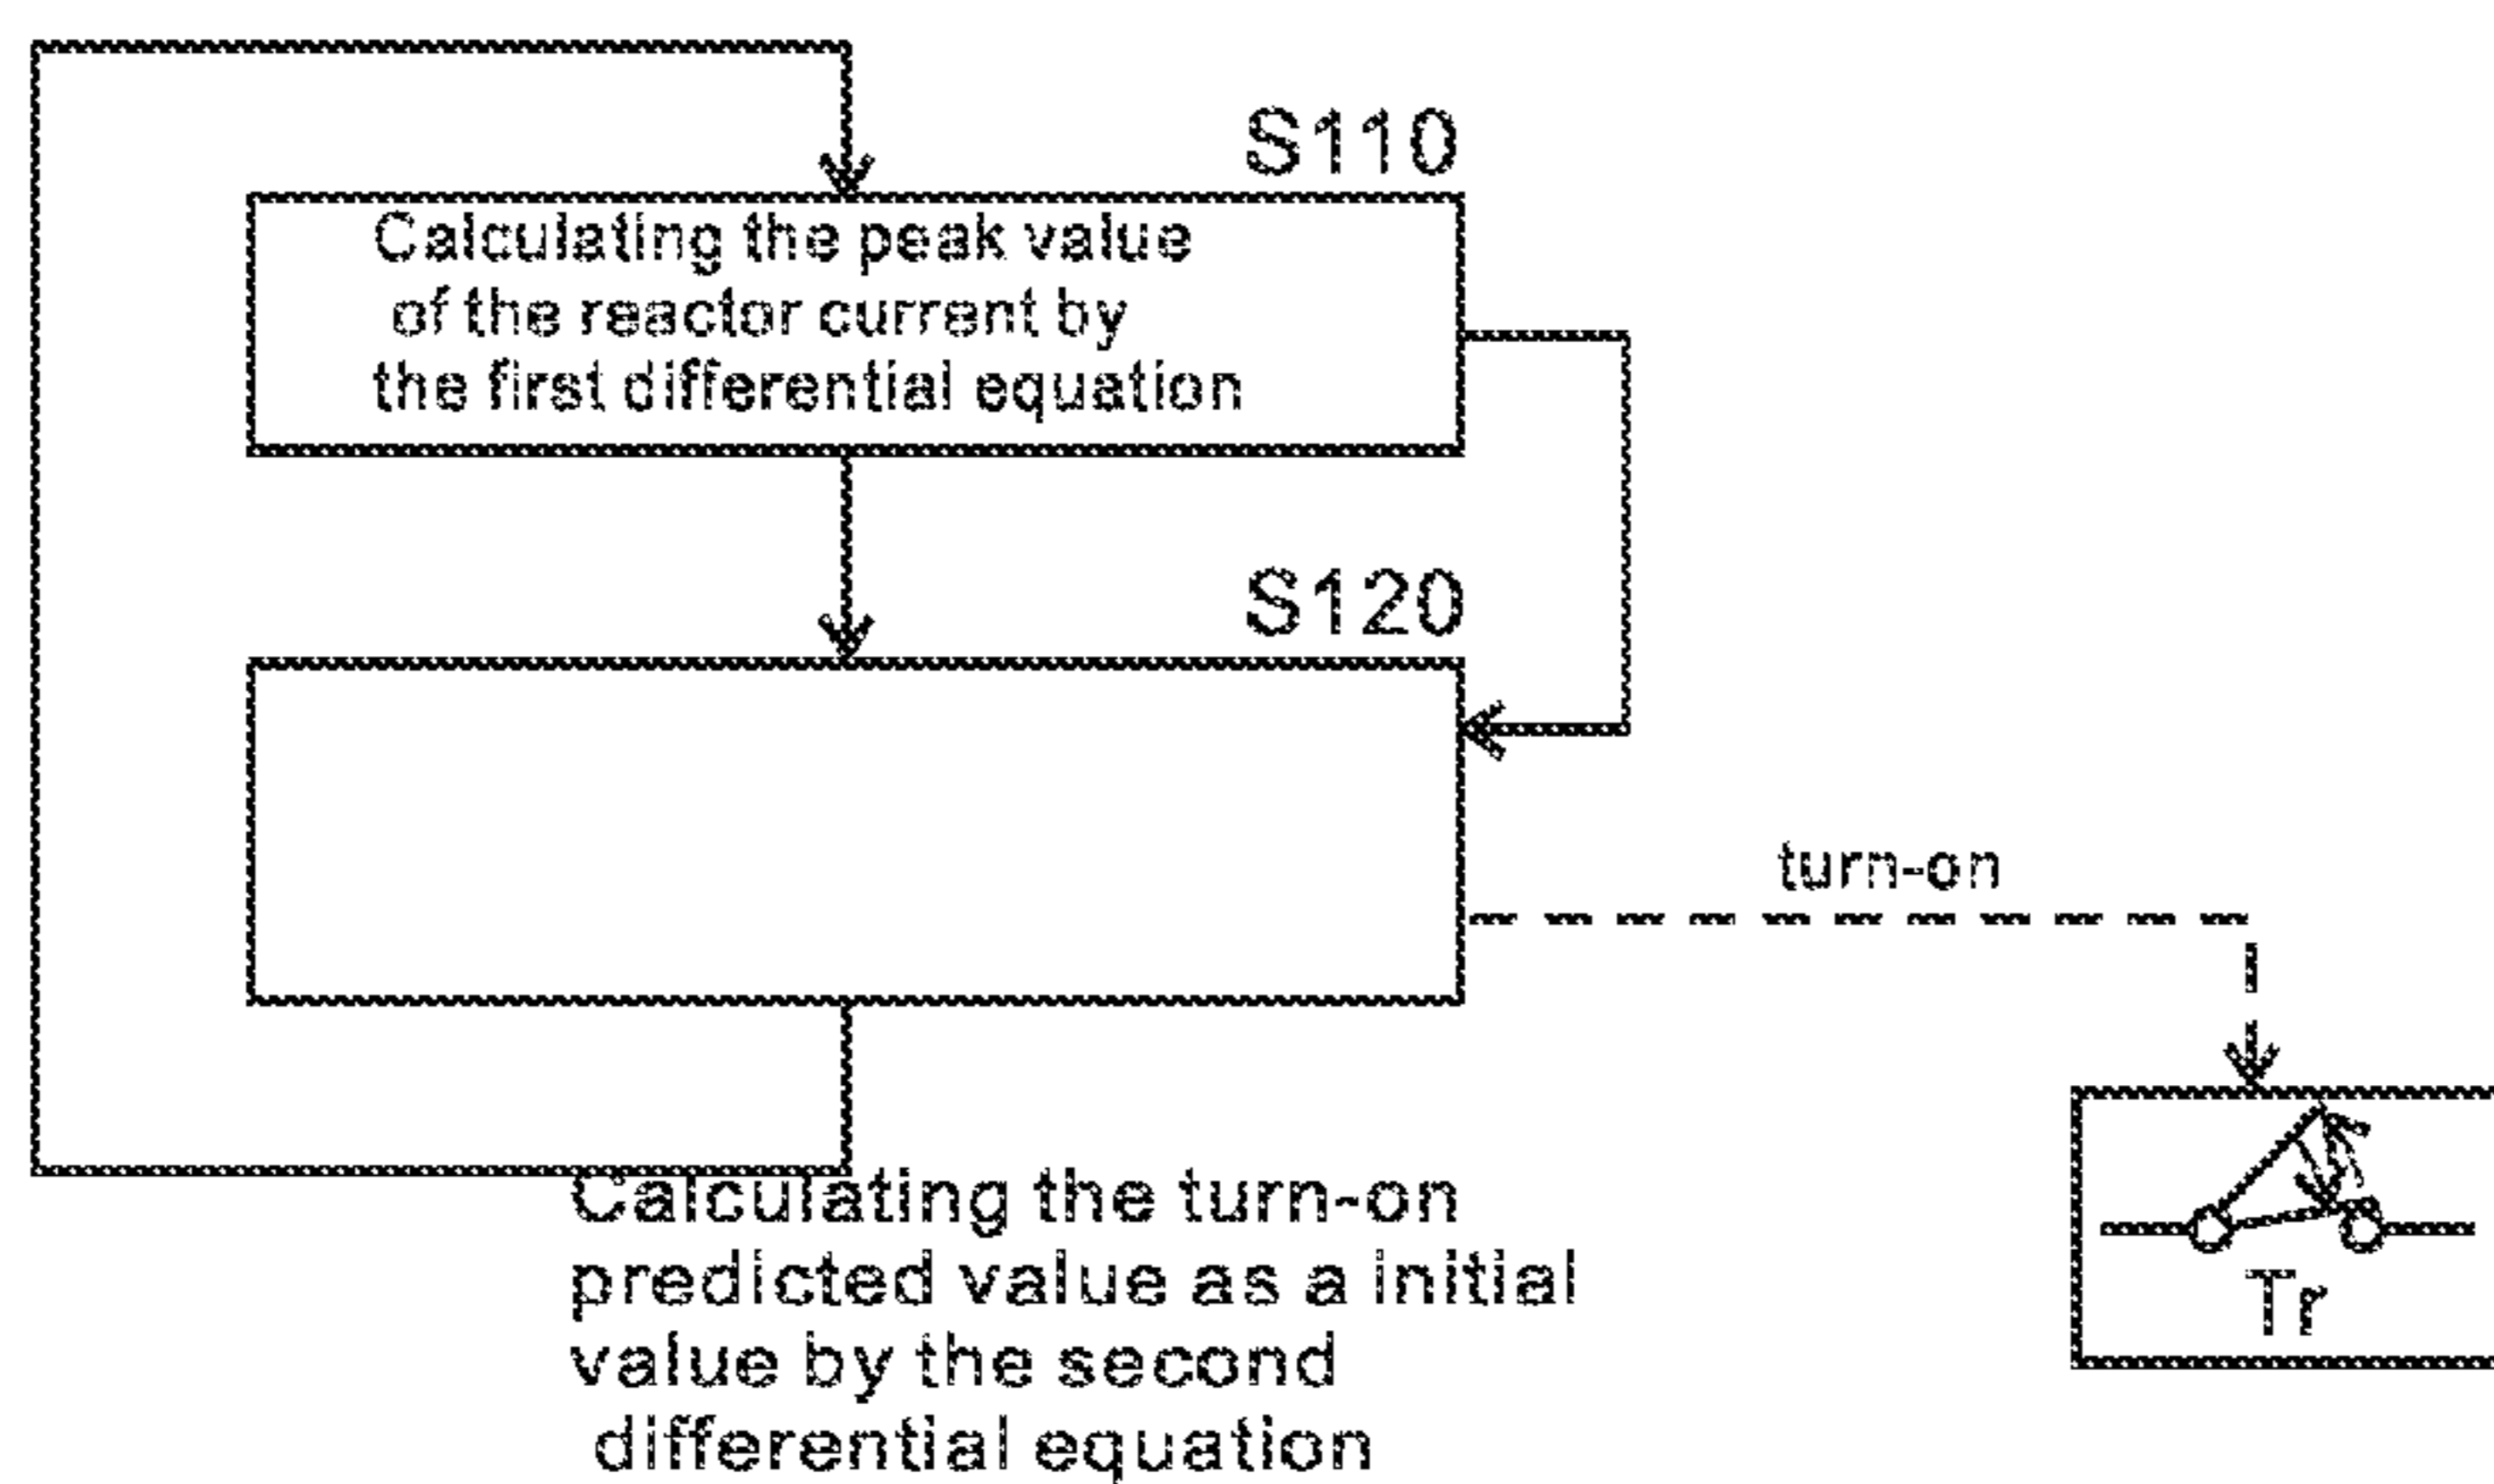 S110
Calculating the peak value
of the reactor current by
the first differential equation
S120
turn-on
Tr
Calculating the turn-on
predicted value as a initial
value by the second
differential equation